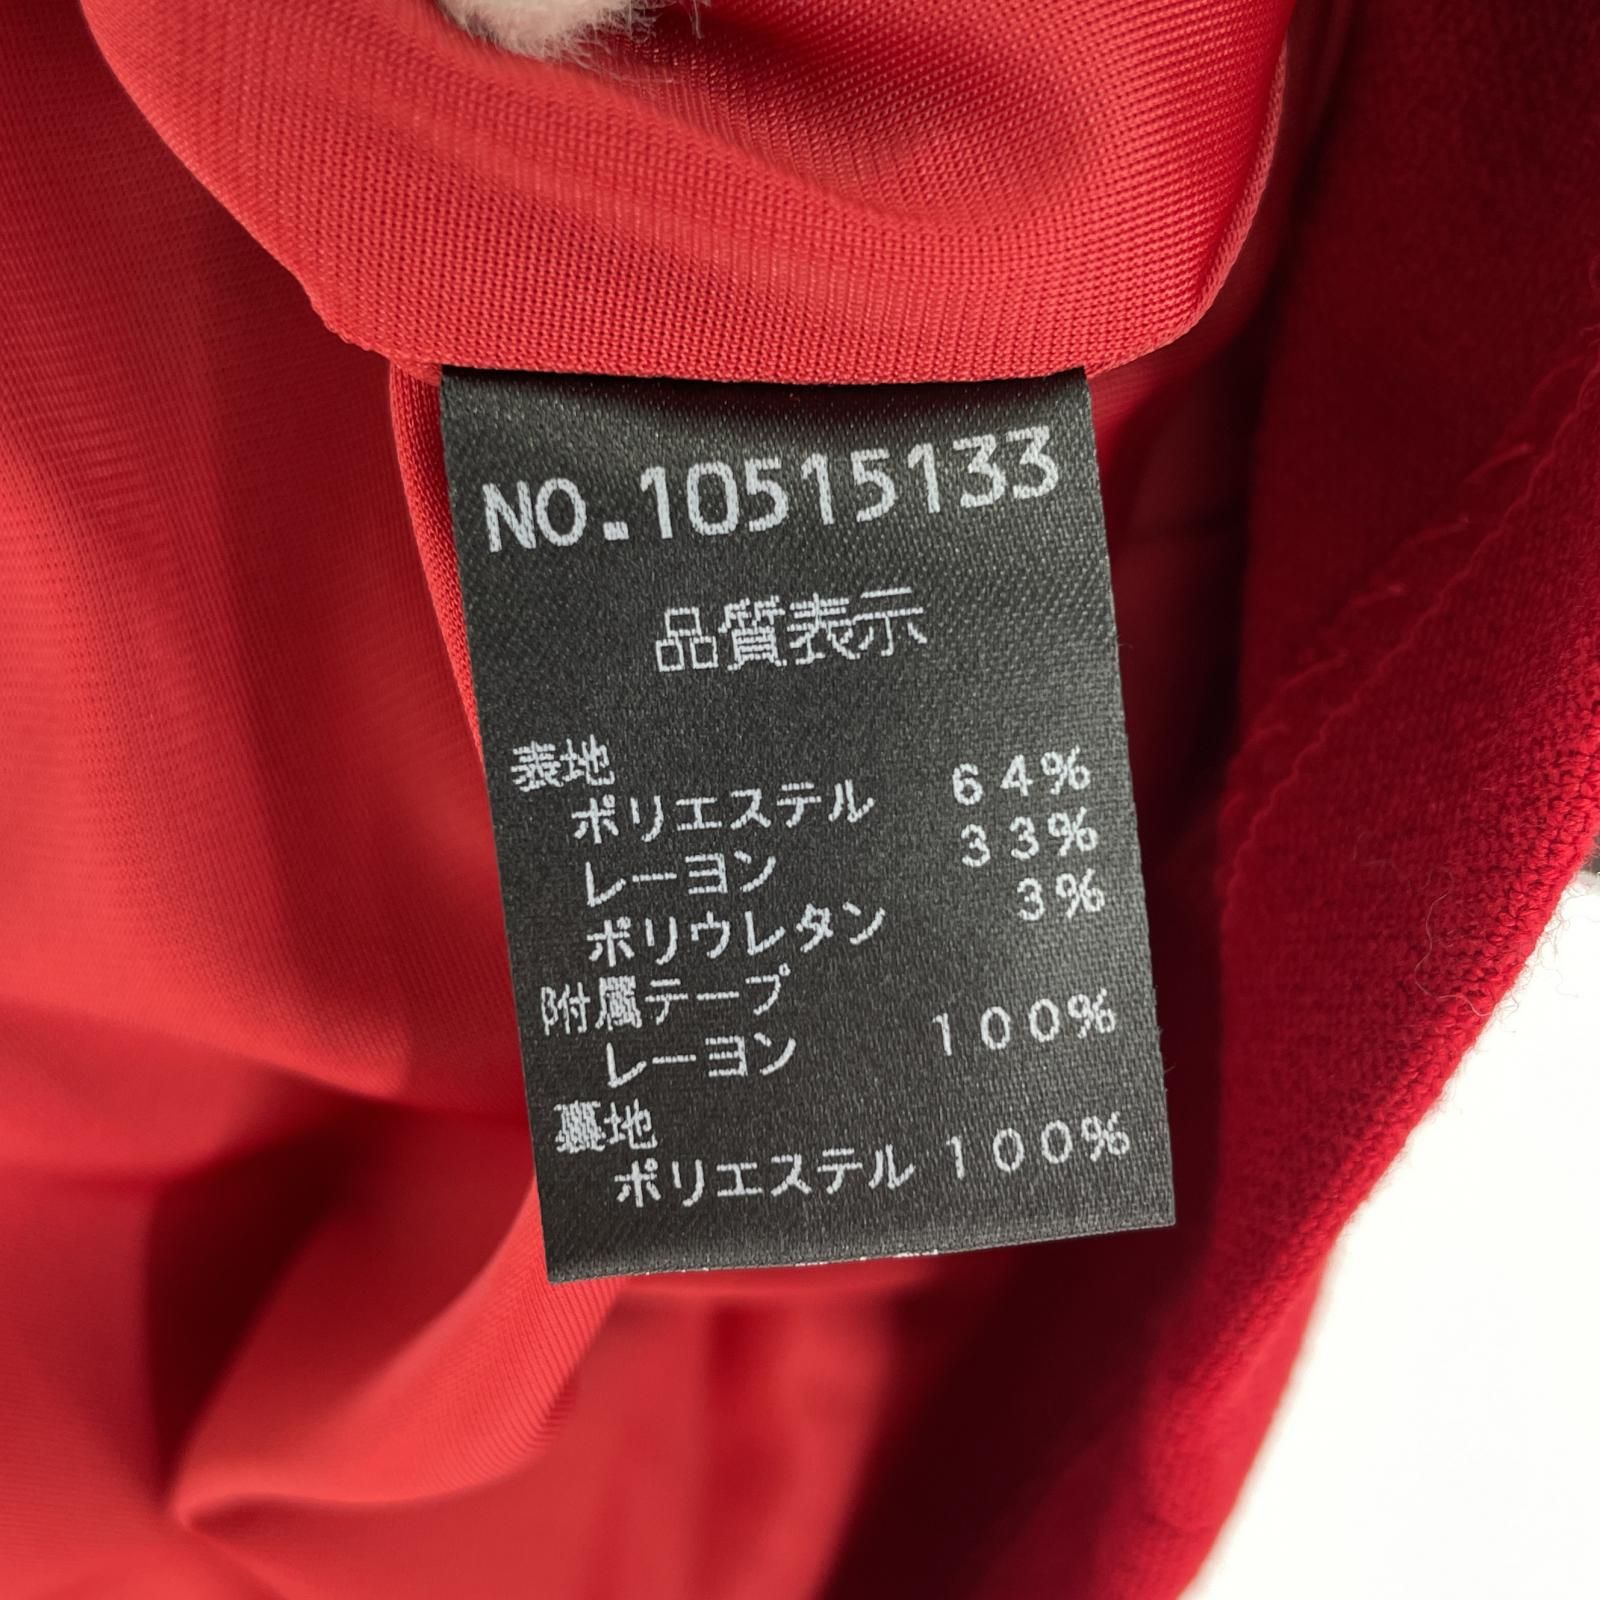 NO.10515133
品質表示
表地
ポリエステル 64%
レーヨン 33%
ポリウレタン 3%
附属テープ
レーヨン 100%
裏地
ポリエステル 100%